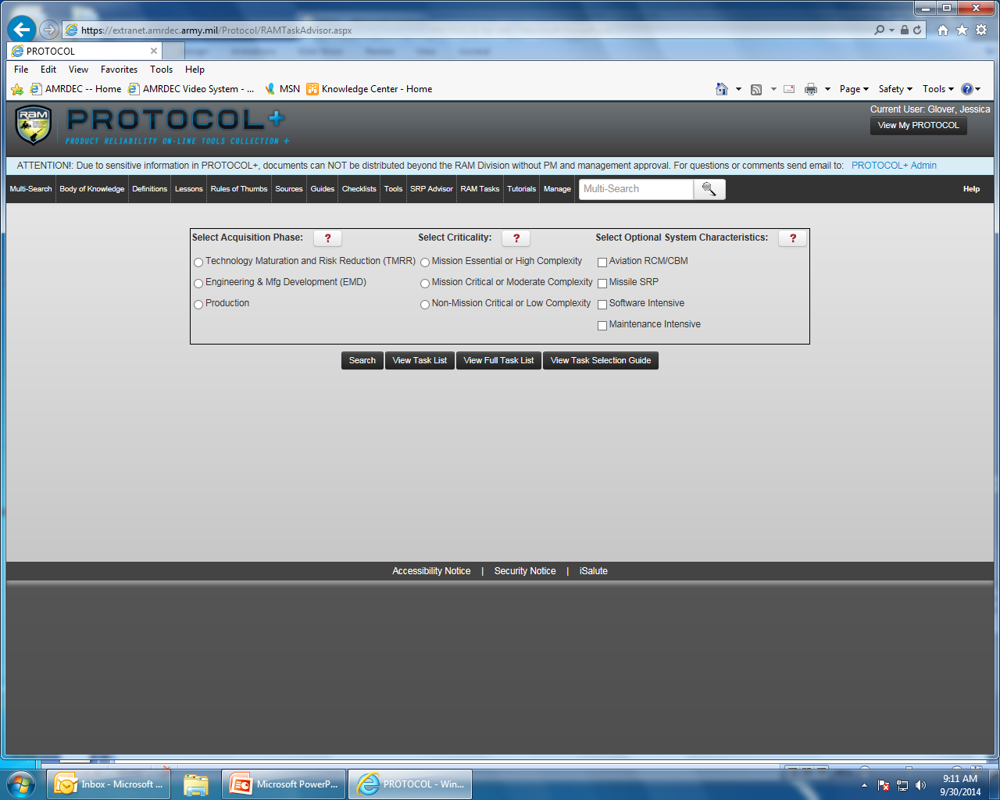 https://extranet.amrdec.army.mil/Protocol/RAMTaskAdvisor.aspx
PROTOCOL
File Edit View Favorites Tools Help
AMRDEC -- Home AMRDEC Video System - ... MSN Knowledge Center - Home Page Safety Tools
RAM PROTOCOL+
PRODUCT RELIABILITY ON-LINE TOOLS COLLECTION +
Current User: Glover, Jessica
View My PROTOCOL
ATTENTION!: Due to sensitive information in PROTOCOL+, documents can NOT be distributed beyond the RAM Division without PM and management approval. For questions or comments send email to: PROTOCOL+ Admin
Multi-Search Body of Knowledge Definitions Lessons Rules of Thumbs Sources Guides Checklists Tools SRP Advisor RAM Tasks Tutorials Manage Multi-Search Help
Select Acquisition Phase: ? Select Criticality: ? Select Optional System Characteristics: ?
Technology Maturation and Risk Reduction (TMRR) Mission Essential or High Complexity Aviation RCM/CBM
Engineering & Mfg Development (EMD) Mission Critical or Moderate Complexity Missile SRP
Production Non-Mission Critical or Low Complexity Software Intensive
Maintenance Intensive
Search View Task List View Full Task List View Task Selection Guide
Accessibility Notice | Security Notice | iSalute
Inbox - Microsoft ... Microsoft PowerP... PROTOCOL - Win... 9:11 AM
9/30/2014